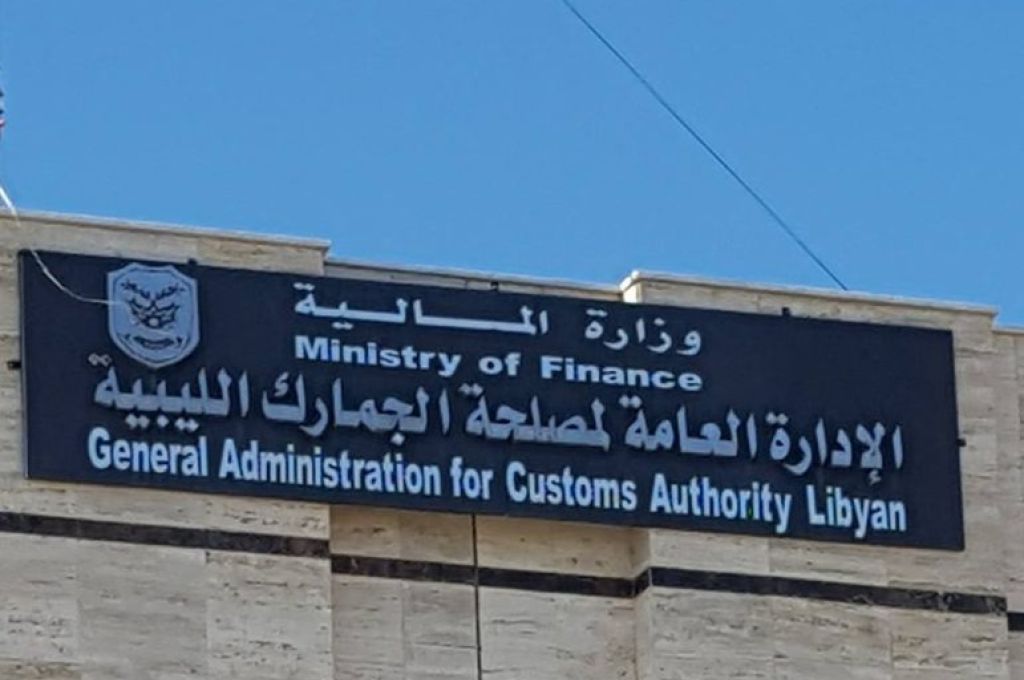 وزارة المالية
Ministry of Finance
الإدارة العامة لمصلحة الجمارك الليبية
General Administration for Customs Authority Libyan